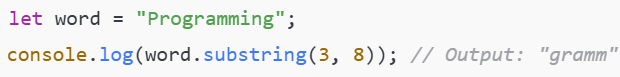 let word = "Programming";
console.log(word.substring(3, 8)); // Output: "gramm"